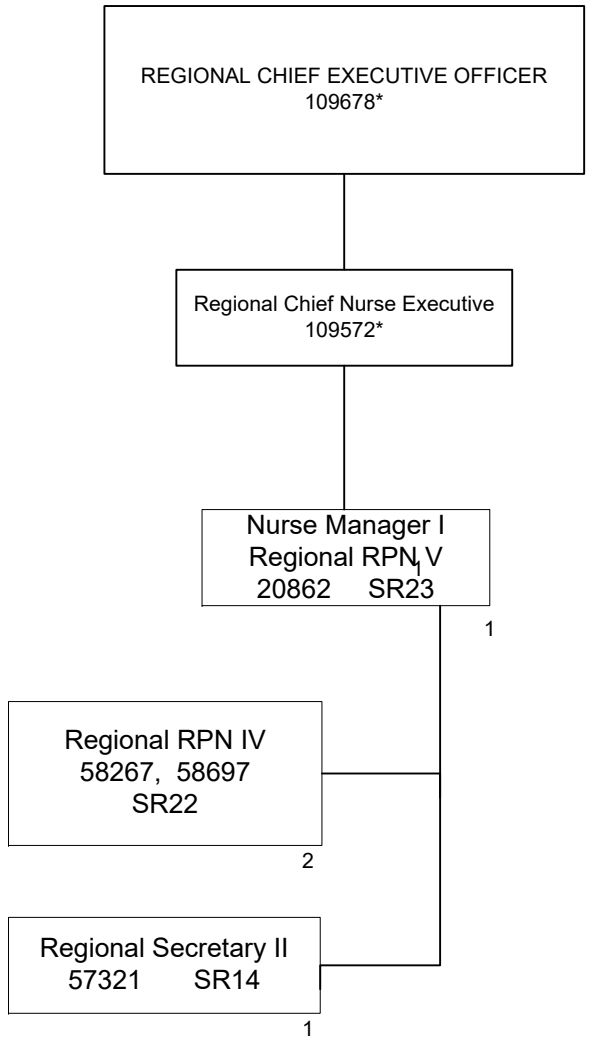 REGIONAL CHIEF EXECUTIVE OFFICER
109678*
Regional Chief Nurse Executive
109572*
Nurse Manager I
Regional RPN V
20862 SR23
1
1
Regional RPN IV
58267, 58697
SR22
2
Regional Secretary II
57321 SR14
1